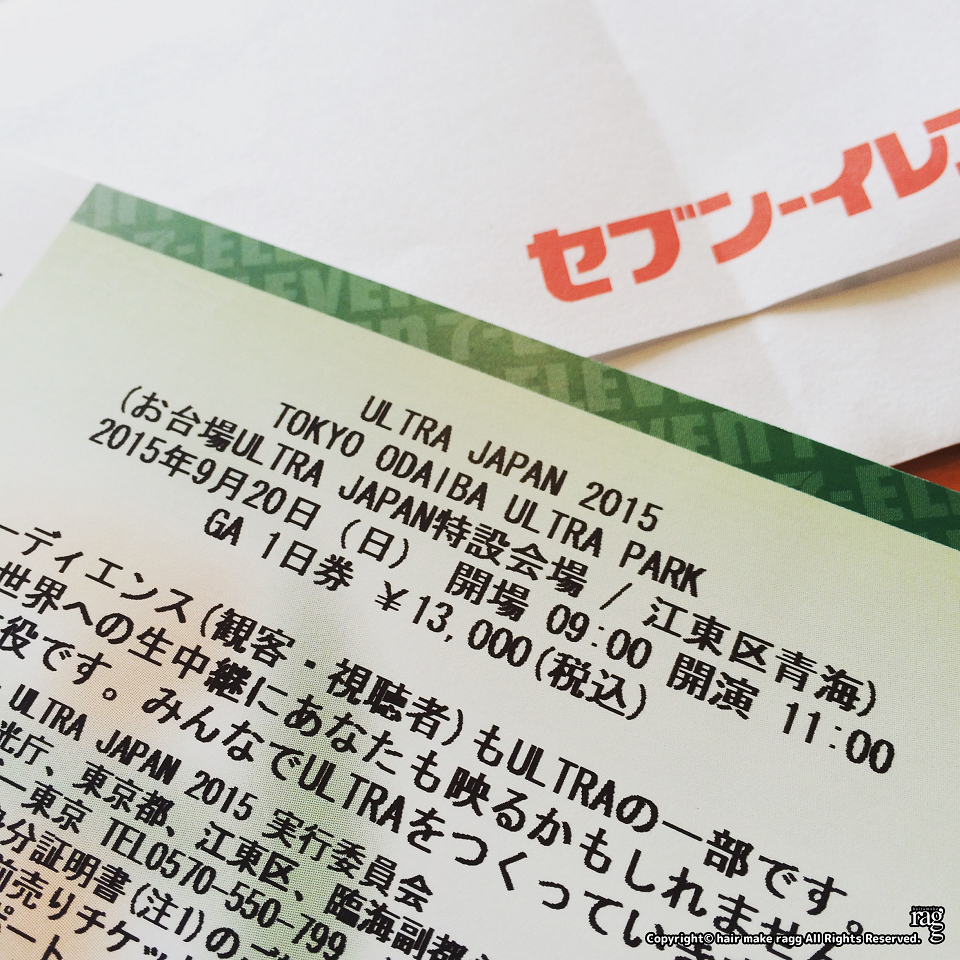 セブン-イレ
7-ELEVEN
ULTRA JAPAN 2015
TOKYO ODAIBA ULTRA PARK
(お台場ULTRA JAPAN特設会場 / 江東区青海)
2015年9月20日 (日) 開場 09:00 開演 11:00
GA 1日券 ¥13,000(税込)
ーディエンス(観客・視聴者)もULTRAの一部です。
世界への生中継にあなたも映るかもしれません
役です。みんなでULTRAをつくってい
ULTRA JAPAN 2015 実行委員会
光庁、東京都、江東区、臨海副都
ー東京 TEL0570-550-799
分証明書(注1)の
前売りチケッ
ポート
rag
Copyright© hair make ragg All Rights Reserved.